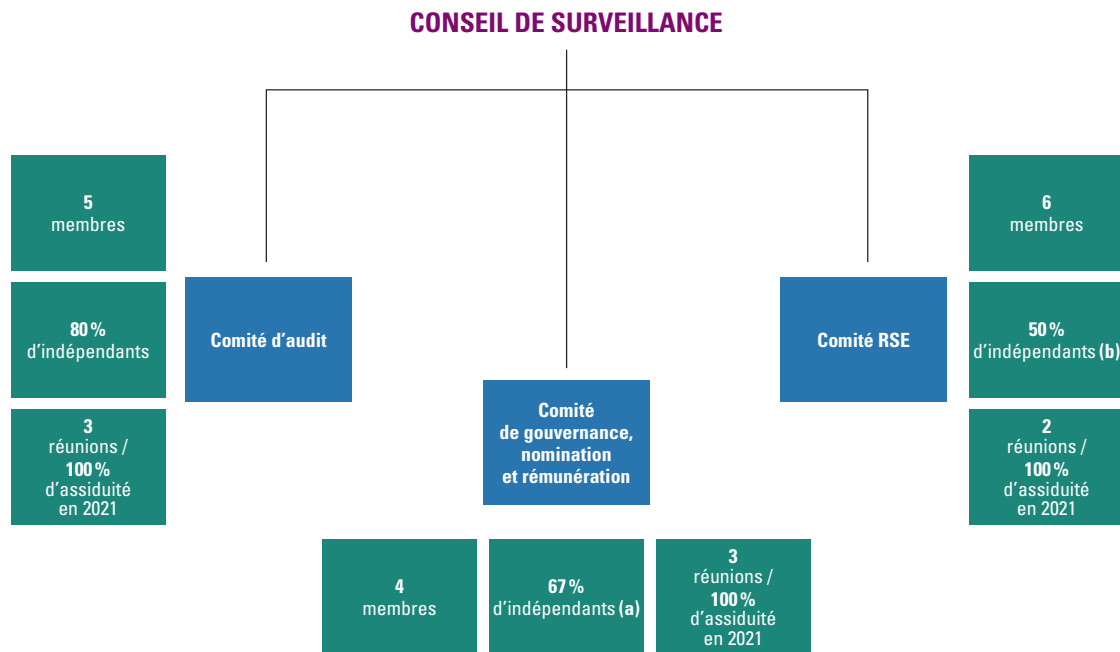 CONSEIL DE SURVEILLANCE
5
membres
80 %
d'indépendants
3
réunions /
100 %
d'assiduité
en 2021
Comité d'audit
Comité
de gouvernance,
nomination
et rémunération
4
membres
67 %
d'indépendants (a)
3
réunions /
100 %
d'assiduité
en 2021
Comité RSE
6
membres
50 %
d'indépendants (b)
2
réunions /
100 %
d'assiduité
en 2021